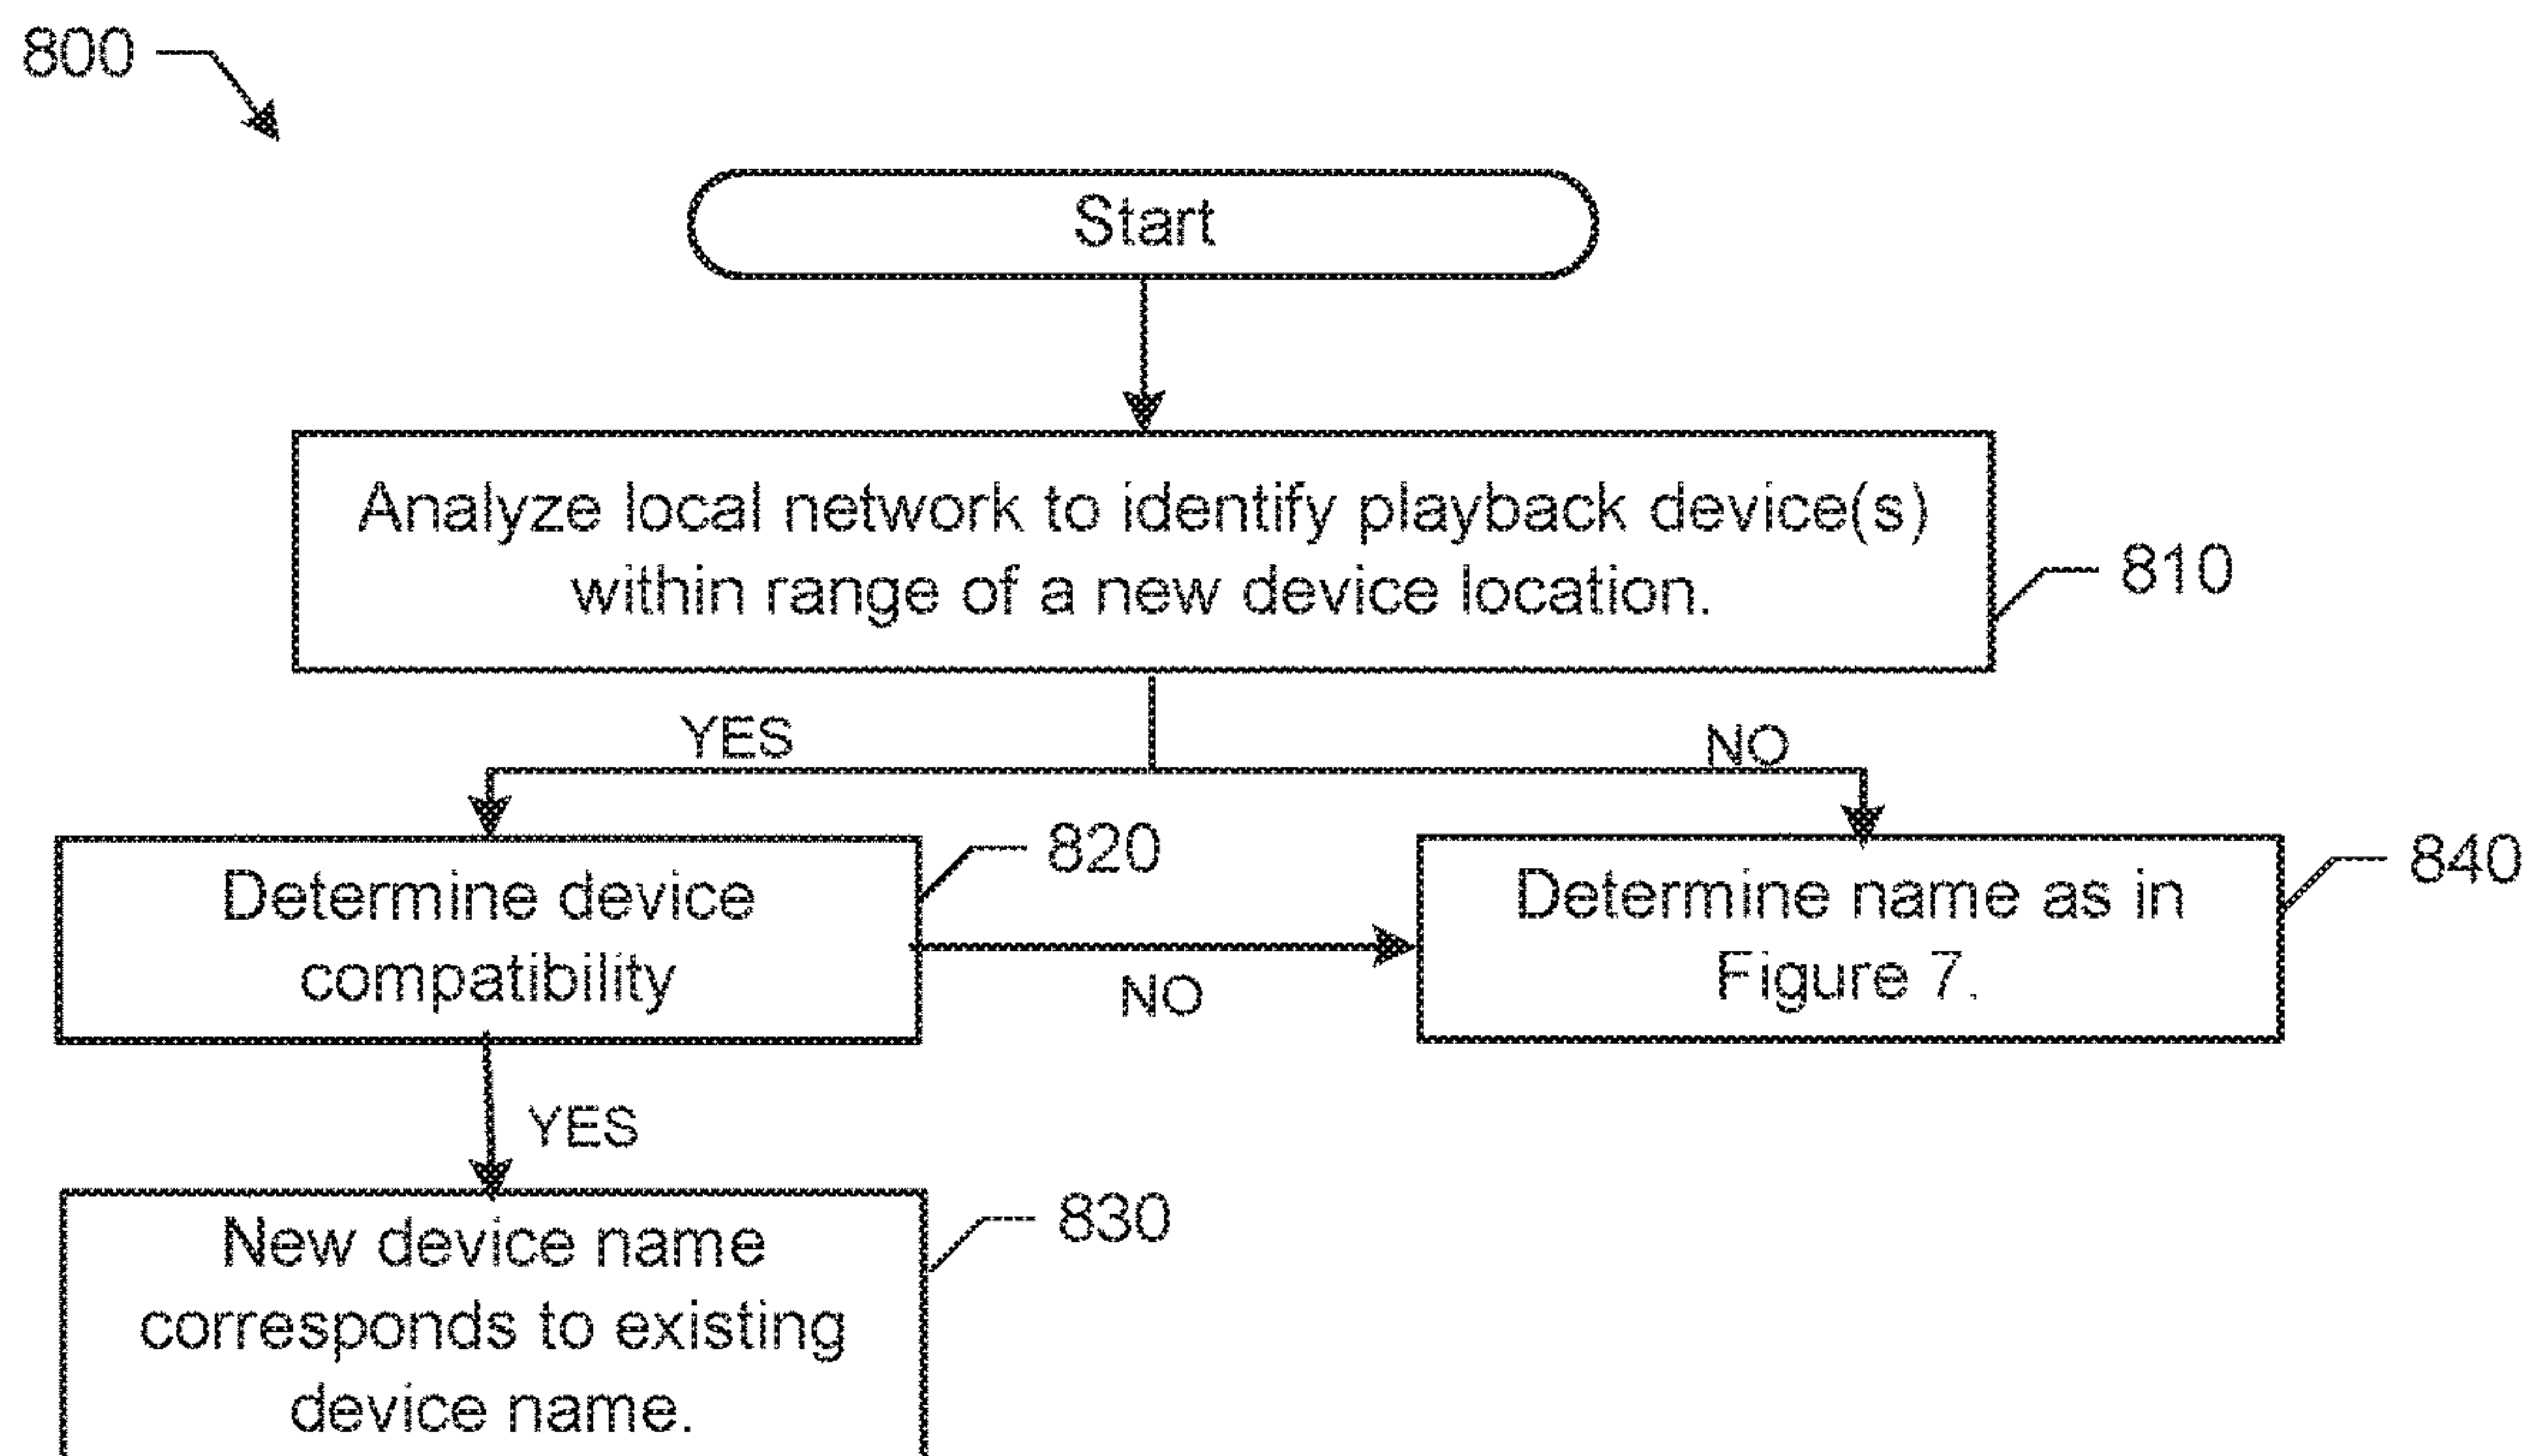 800
Start
Analyze local network to identify playback device(s)
within range of a new device location.
810
YES
NO
Determine device
compatibility
820
NO
Determine name as in
Figure 7.
840
YES
New device name
corresponds to existing
device name.
830